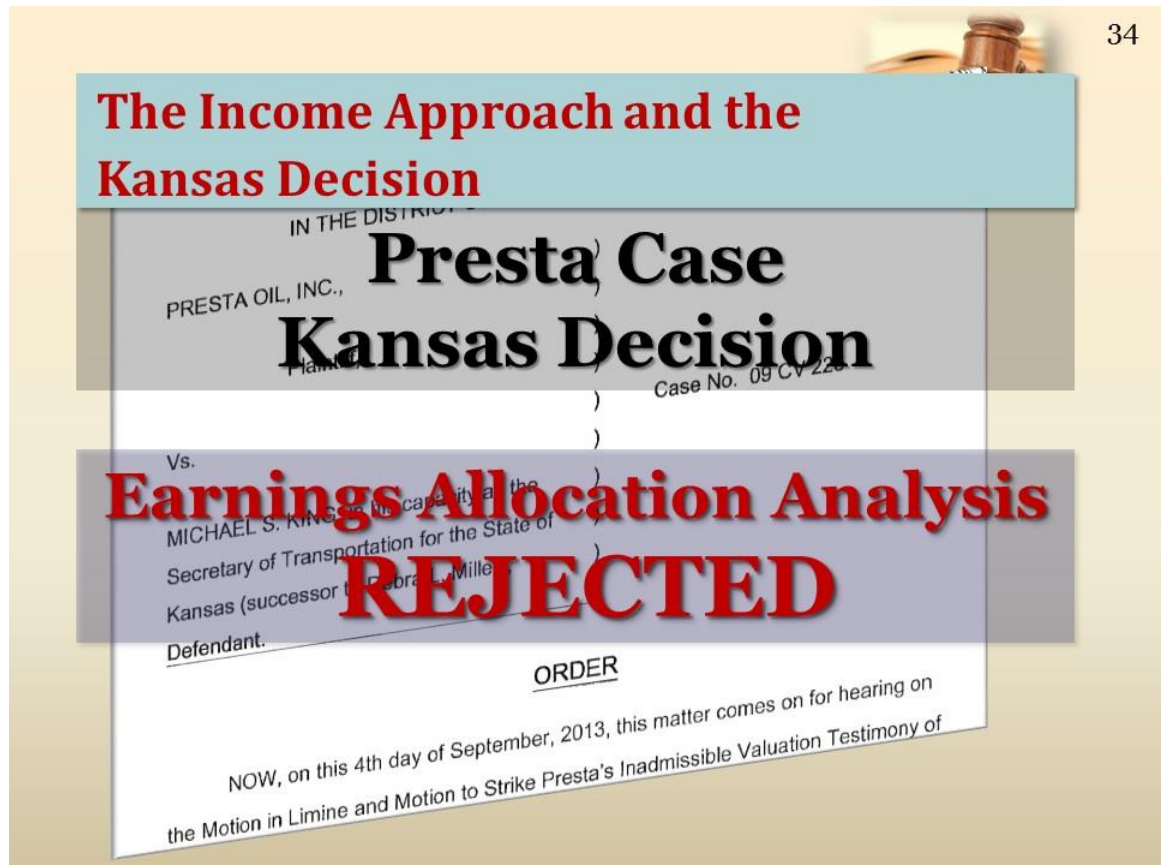 34
The Income Approach and the
Kansas Decision
IN THE
Presta Case
PRESTA OIL, INC.,
Kansas Decision
Case No. 09 CV
Vs.
Earnings Allocation Analysis
MICHAEL S. KING capacity as the
Secretary of Transportation for the State of
Kansas (successor
REJECTED
Defendant.
ORDER
NOW, on this 4th day of September, 2013, this matter comes on for hearing on
the Motion in Limine and Motion to Strike Presta's Inadmissible Valuation Testimony of